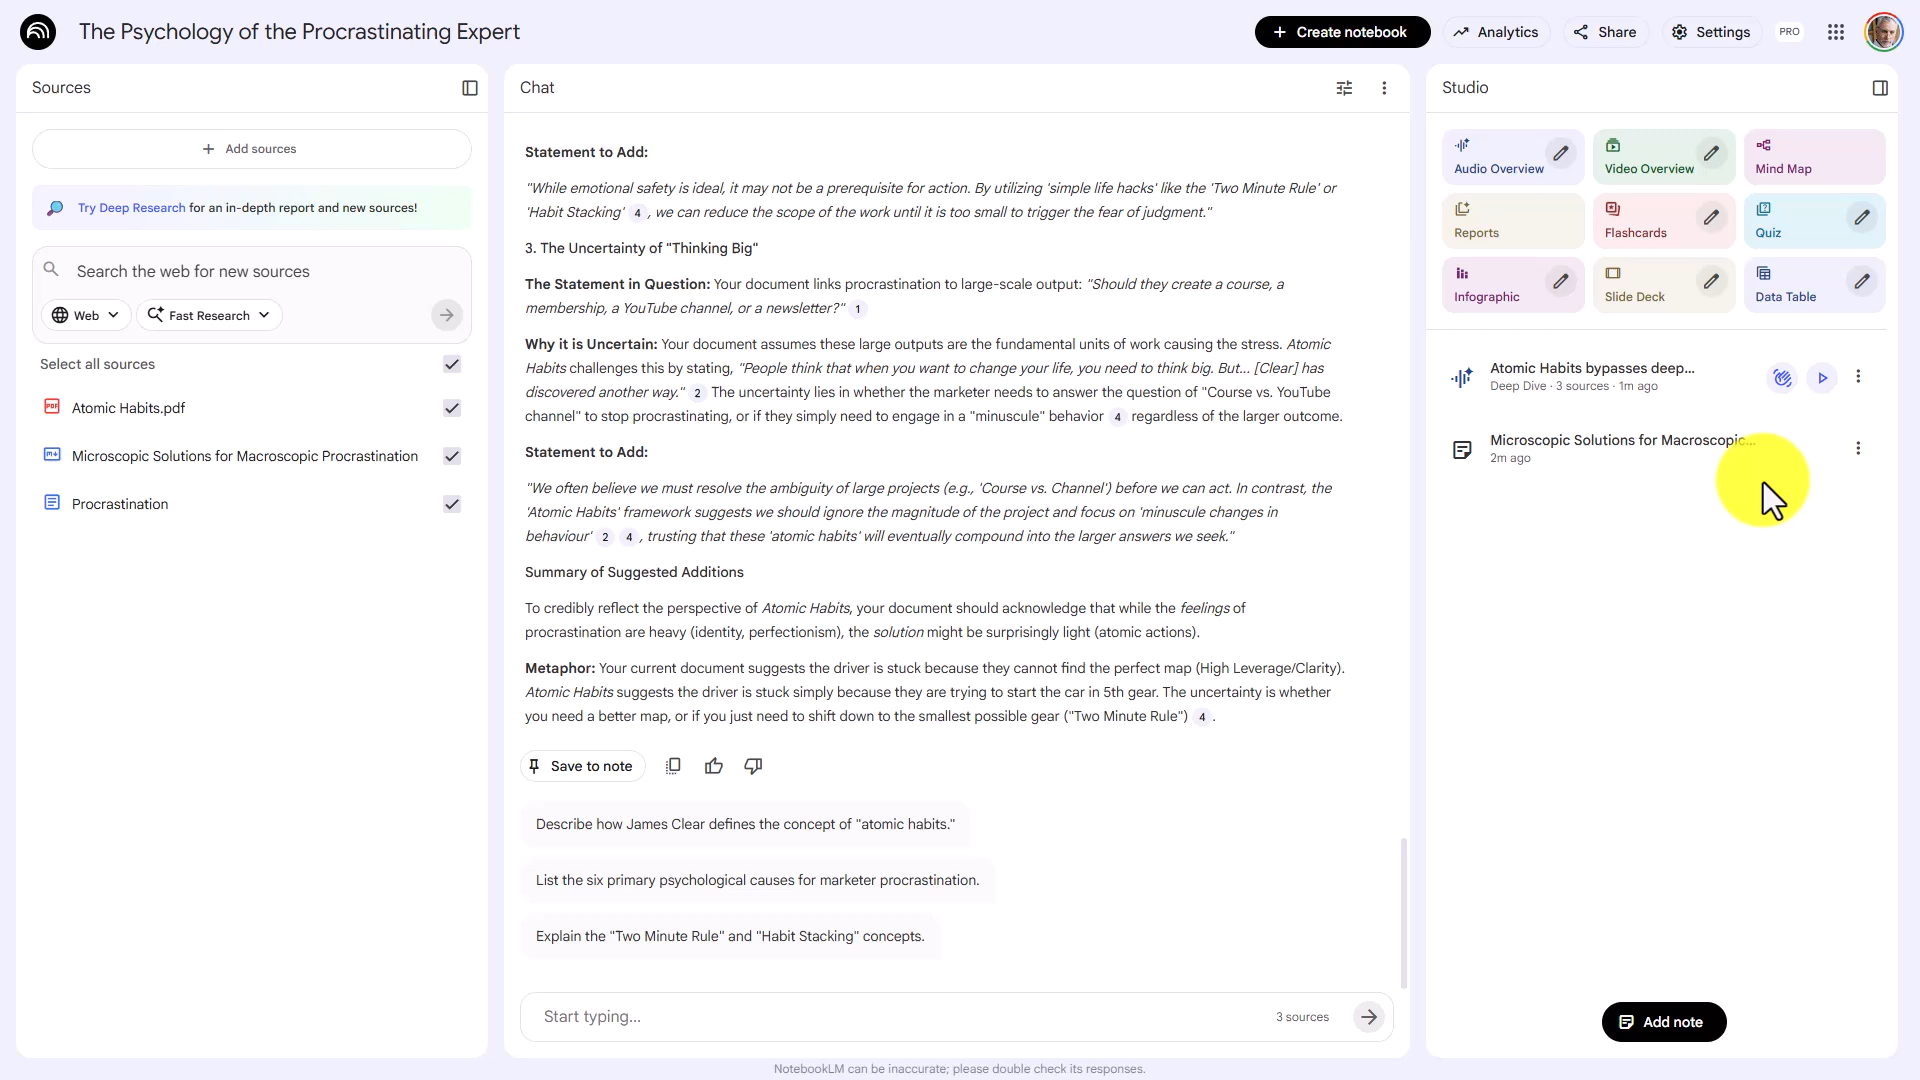 The Psychology of the Procrastinating Expert
Create notebook
Analytics
Share
Settings
PRO
Sources
Add sources
Try Deep Research for an in-depth report and new sources!
Search the web for new sources
Web
Fast Research
Select all sources
PDF
Atomic Habits.pdf
Microscopic Solutions for Macroscopic Procrastination
Procrastination
Chat
Statement to Add:
"While emotional safety is ideal, it may not be a prerequisite for action. By utilizing 'simple life hacks' like the 'Two Minute Rule' or
'Habit Stacking' 4 , we can reduce the scope of the work until it is too small to trigger the fear of judgment."
3. The Uncertainty of "Thinking Big"
The Statement in Question: Your document links procrastination to large-scale output: "Should they create a course, a
membership, a YouTube channel, or a newsletter?" 1
Why it is Uncertain: Your document assumes these large outputs are the fundamental units of work causing the stress. Atomic
Habits challenges this by stating, "People think that when you want to change your life, you need to think big. But... [Clear] has
discovered another way." 2 The uncertainty lies in whether the marketer needs to answer the question of "Course vs. YouTube
channel" to stop procrastinating, or if they simply need to engage in a "minuscule" behavior 4 regardless of the larger outcome.
Statement to Add:
"We often believe we must resolve the ambiguity of large projects (e.g., 'Course vs. Channel') before we can act. In contrast, the
'Atomic Habits' framework suggests we should ignore the magnitude of the project and focus on 'minuscule changes in
behaviour' 2 4 , trusting that these 'atomic habits' will eventually compound into the larger answers we seek."
Summary of Suggested Additions
To credibly reflect the perspective of Atomic Habits, your document should acknowledge that while the feelings of
procrastination are heavy (identity, perfectionism), the solution might be surprisingly light (atomic actions).
Metaphor: Your current document suggests the driver is stuck because they cannot find the perfect map (High Leverage/Clarity).
Atomic Habits suggests the driver is stuck simply because they are trying to start the car in 5th gear. The uncertainty is whether
you need a better map, or if you just need to shift down to the smallest possible gear ("Two Minute Rule") 4 .
Save to note
Describe how James Clear defines the concept of "atomic habits."
List the six primary psychological causes for marketer procrastination.
Explain the "Two Minute Rule" and "Habit Stacking" concepts.
Start typing...
3 sources
NotebookLM can be inaccurate; please double check its responses.
Studio
Audio Overview
Video Overview
Mind Map
Reports
Flashcards
Quiz
Infographic
Slide Deck
Data Table
Atomic Habits bypasses deep...
Deep Dive · 3 sources · 1m ago
Microscopic Solutions for Macroscopic...
2m ago
Add note